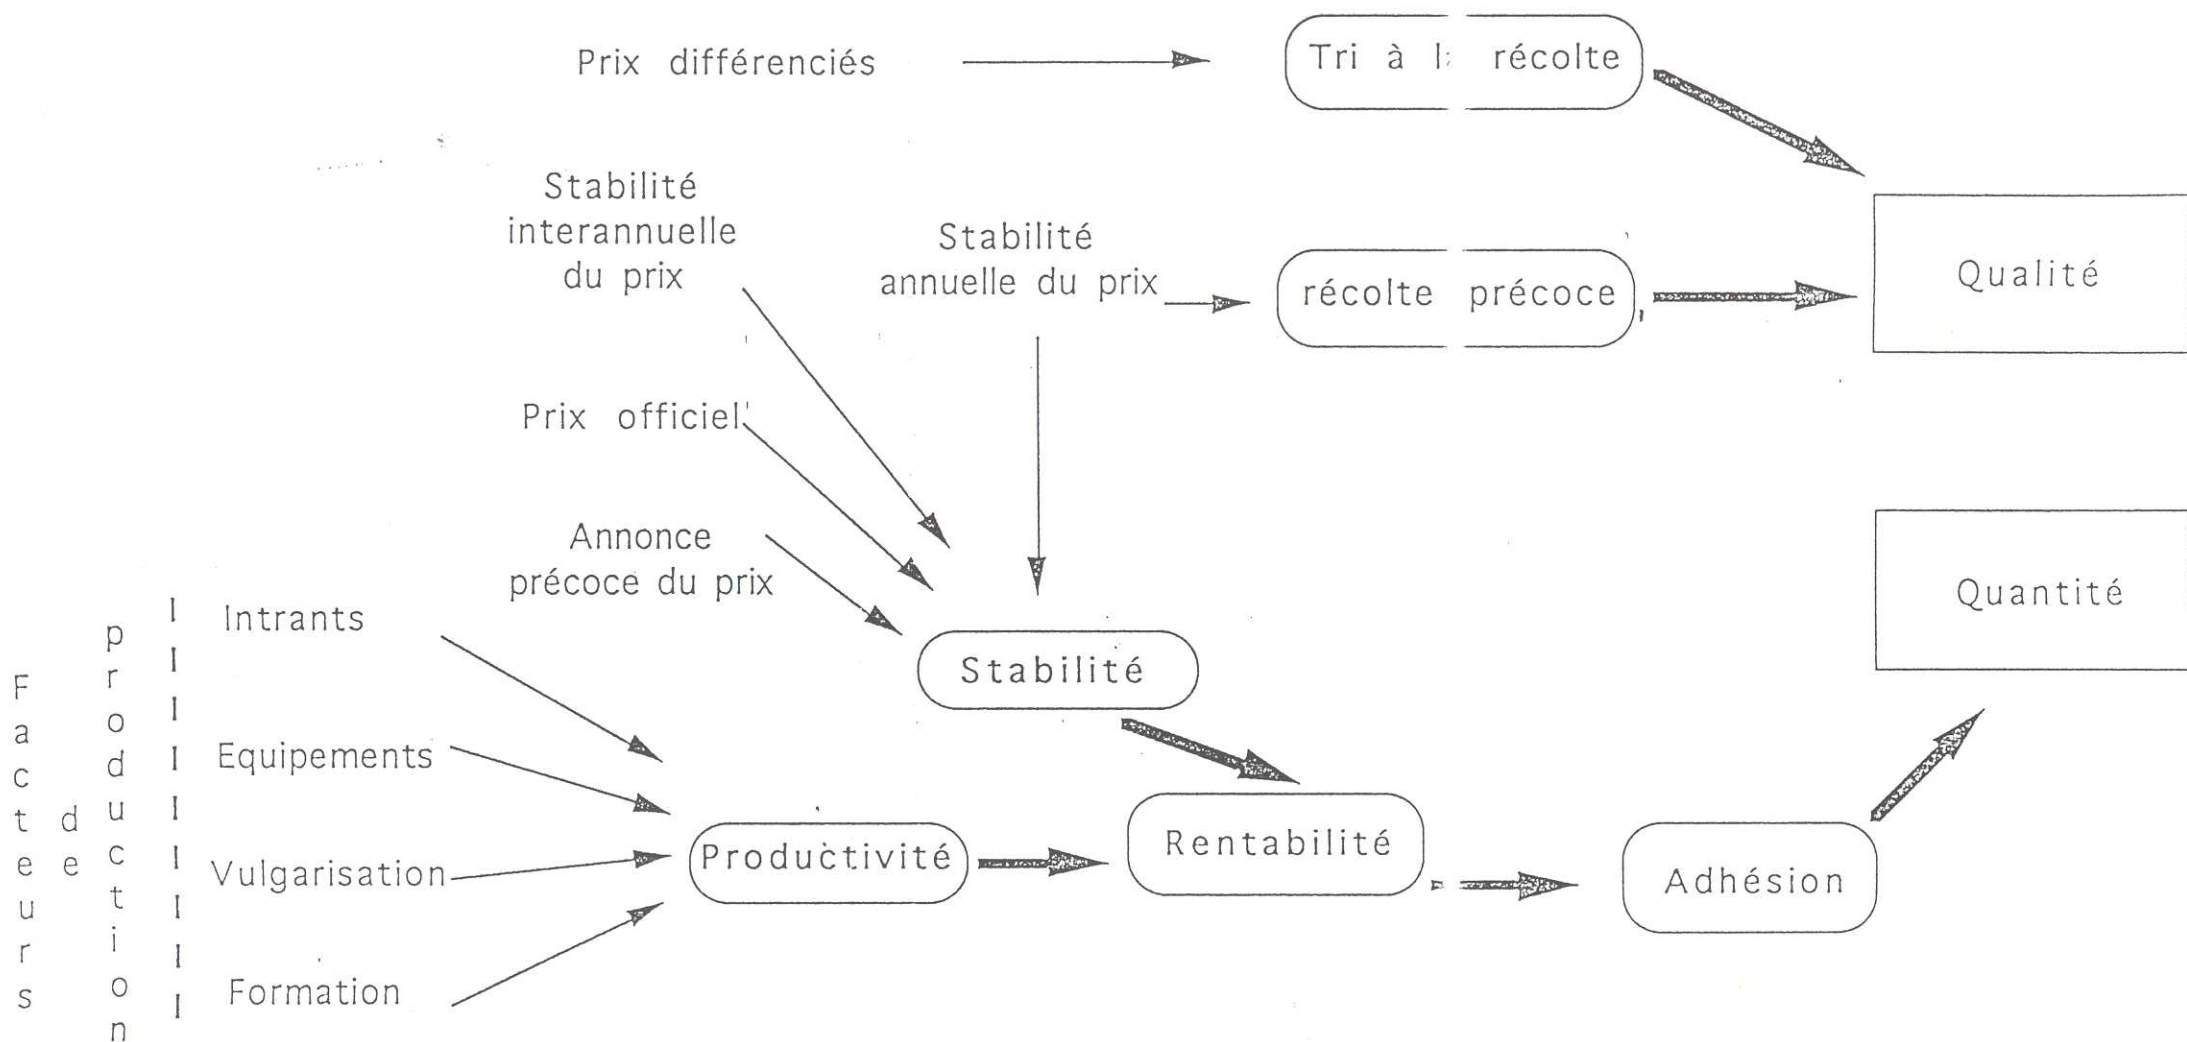 Prix différenciés
Tri à la récolte
Stabilité
interannuelle
du prix
Stabilité
annuelle du prix
récolte précoce
Qualité
Prix officiel
Annonce
précoce du prix
Quantité
Stabilité
Facteurs
de
production
Intrants
Equipements
Vulgarisation
Formation
Productivité
Rentabilité
Adhésion